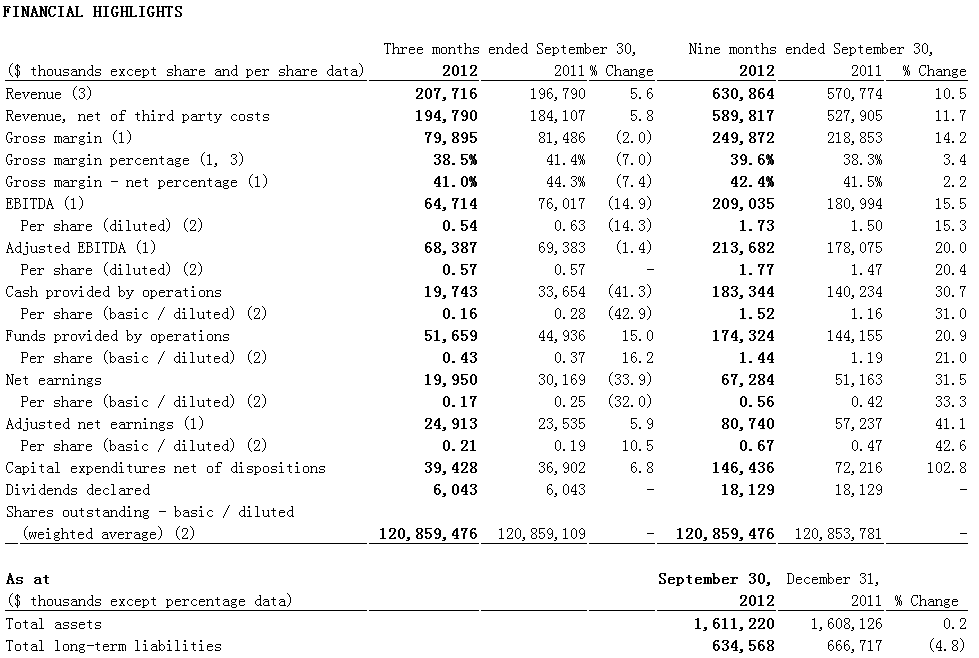 FINANCIAL HIGHLIGHTS
Three months ended September 30, Nine months ended September 30,
($ thousands except share and per share data) 2012 2011 % Change 2012 2011 % Change
Revenue (3) 207,716 196,790 5.6 630,864 570,774 10.5
Revenue, net of third party costs 194,790 184,107 5.8 589,817 527,905 11.7
Gross margin (1) 79,895 81,486 (2.0) 249,872 218,853 14.2
Gross margin percentage (1, 3) 38.5% 41.4% (7.0) 39.6% 38.3% 3.4
Gross margin - net percentage (1) 41.0% 44.3% (7.4) 42.4% 41.5% 2.2
EBITDA (1) 64,714 76,017 (14.9) 209,035 180,994 15.5
Per share (diluted) (2) 0.54 0.63 (14.3) 1.73 1.50 15.3
Adjusted EBITDA (1) 68,387 69,383 (1.4) 213,682 178,075 20.0
Per share (diluted) (2) 0.57 0.57 - 1.77 1.47 20.4
Cash provided by operations 19,743 33,654 (41.3) 183,344 140,234 30.7
Per share (basic / diluted) (2) 0.16 0.28 (42.9) 1.52 1.16 31.0
Funds provided by operations 51,659 44,936 15.0 174,324 144,155 20.9
Per share (basic / diluted) (2) 0.43 0.37 16.2 1.44 1.19 21.0
Net earnings 19,950 30,169 (33.9) 67,284 51,163 31.5
Per share (basic / diluted) (2) 0.17 0.25 (32.0) 0.56 0.42 33.3
Adjusted net earnings (1) 24,913 23,535 5.9 80,740 57,237 41.1
Per share (basic / diluted) (2) 0.21 0.19 10.5 0.67 0.47 42.6
Capital expenditures net of dispositions 39,428 36,902 6.8 146,436 72,216 102.8
Dividends declared 6,043 6,043 - 18,129 18,129 -
Shares outstanding - basic / diluted
(weighted average) (2) 120,859,476 120,859,109 - 120,859,476 120,853,781 -
As at September 30, December 31,
($ thousands except percentage data) 2012 2011 % Change
Total assets 1,611,220 1,608,126 0.2
Total long-term liabilities 634,568 666,717 (4.8)